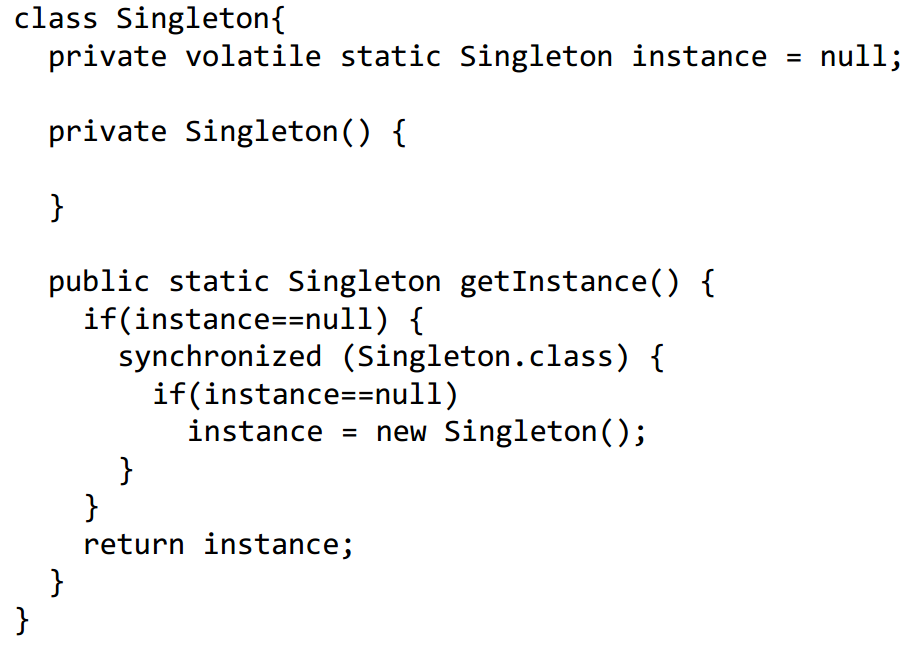 class Singleton{
  private volatile static Singleton instance = null;

  private Singleton() {

  }

  public static Singleton getInstance() {
    if(instance==null) {
      synchronized (Singleton.class) {
        if(instance==null)
          instance = new Singleton();
      }
    }
    return instance;
  }
}